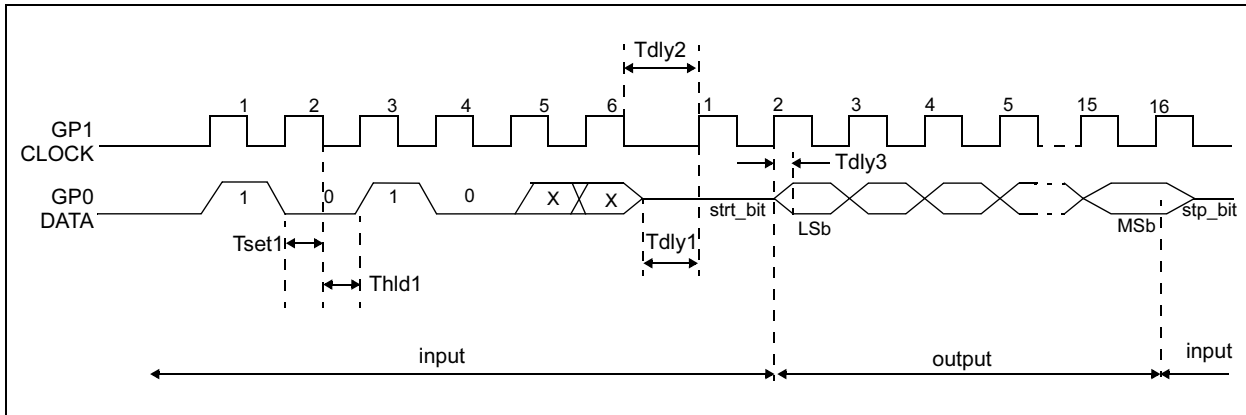 Tdly2
1 2 3 4 5 6 1 2 3 4 5 15 16
GP1
CLOCK
Tdly3
GP0
DATA
1 0 1 0 X X strt_bit LSb MSb stp_bit
Tset1
Tdly1
Thld1
input output input